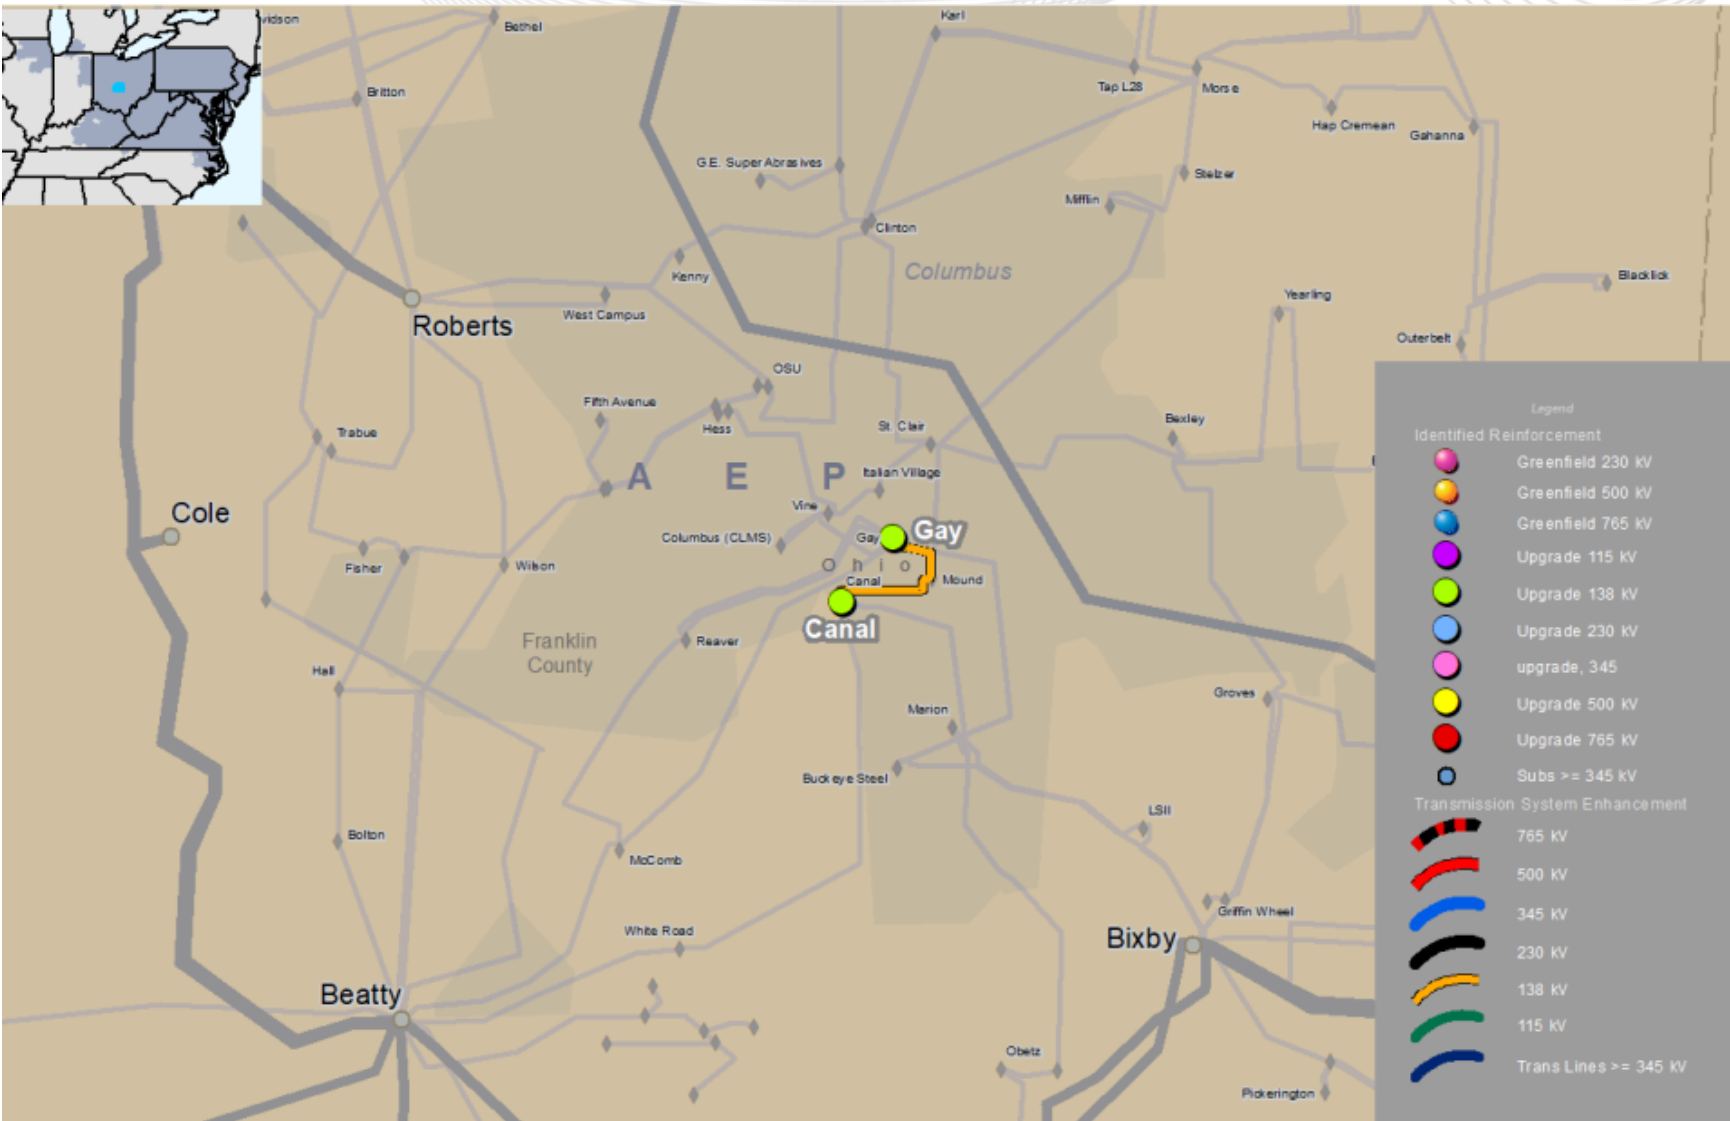 vidson
Bethel
Karl
Britton
Tap L28
Morse
Hap Cremean
Gahanna
G.E. Super Abrasives
Stelzer
Mifflin
Clinton
Columbus
Kenny
Blacklick
Yearling
Roberts
West Campus
Outerbelt
OSU
Fifth Avenue
Hess
St. Clair
Bexley
Trabue
A E P
Italian Village
Cole
Vine
Columbus (CLMS)
Gay
Gay
Ohio
Fisher
Wilson
Canal
Mound
Canal
Franklin
County
Reaver
Hall
Groves
Marion
Buckeye Steel
LSII
Bolton
McComb
Griffin Wheel
White Road
Bixby
Beatty
Obetz
Pickerington
Legend
Identified Reinforcement
Greenfield 230 kV
Greenfield 500 kV
Greenfield 765 kV
Upgrade 115 kV
Upgrade 138 kV
Upgrade 230 kV
upgrade, 345
Upgrade 500 kV
Upgrade 765 kV
Subs >= 345 kV
Transmission System Enhancement
765 kV
500 kV
345 kV
230 kV
138 kV
115 kV
Trans Lines >= 345 kV